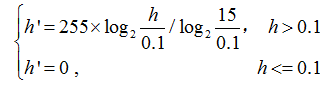 h' = 255×log₂ h/0.1 / log₂ 15/0.1， h > 0.1
h' = 0 , h <= 0.1